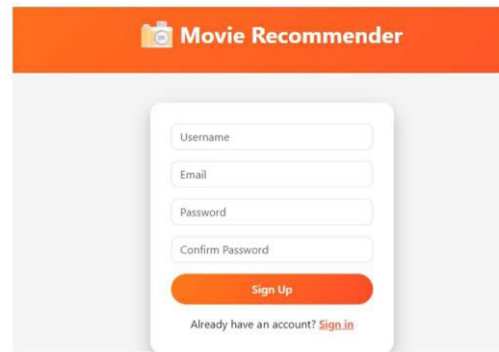 Movie Recommender
Username
Email
Password
Confirm Password
Sign Up
Already have an account? Sign in